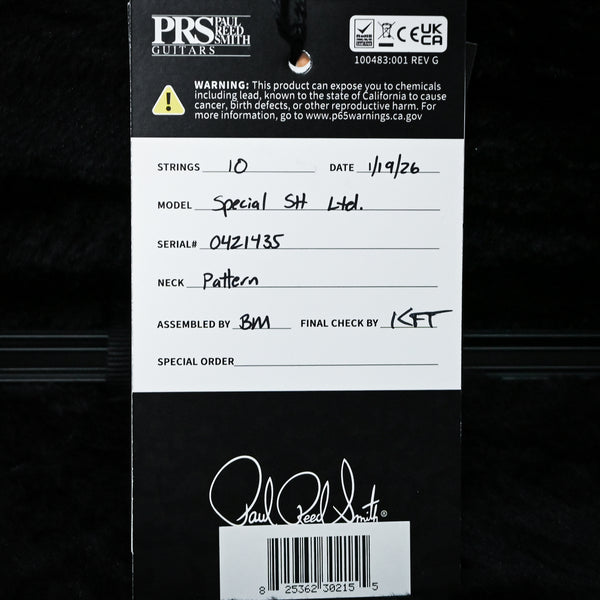 PRS PAUL REED SMITH
GUITARS
CE UK CA
100483:001 REV G
WARNING: This product can expose you to chemicals
including lead, known to the state of California to cause
cancer, birth defects, or other reproductive harm. For
more information, go to www.p65warnings.ca.gov
STRINGS 10 DATE 1/19/26
MODEL Special SH Ltd.
SERIAL# 0421435
NECK Pattern
ASSEMBLED BY BM FINAL CHECK BY KFT
SPECIAL ORDER
Paul Reed Smith®
8 25362 30215 5